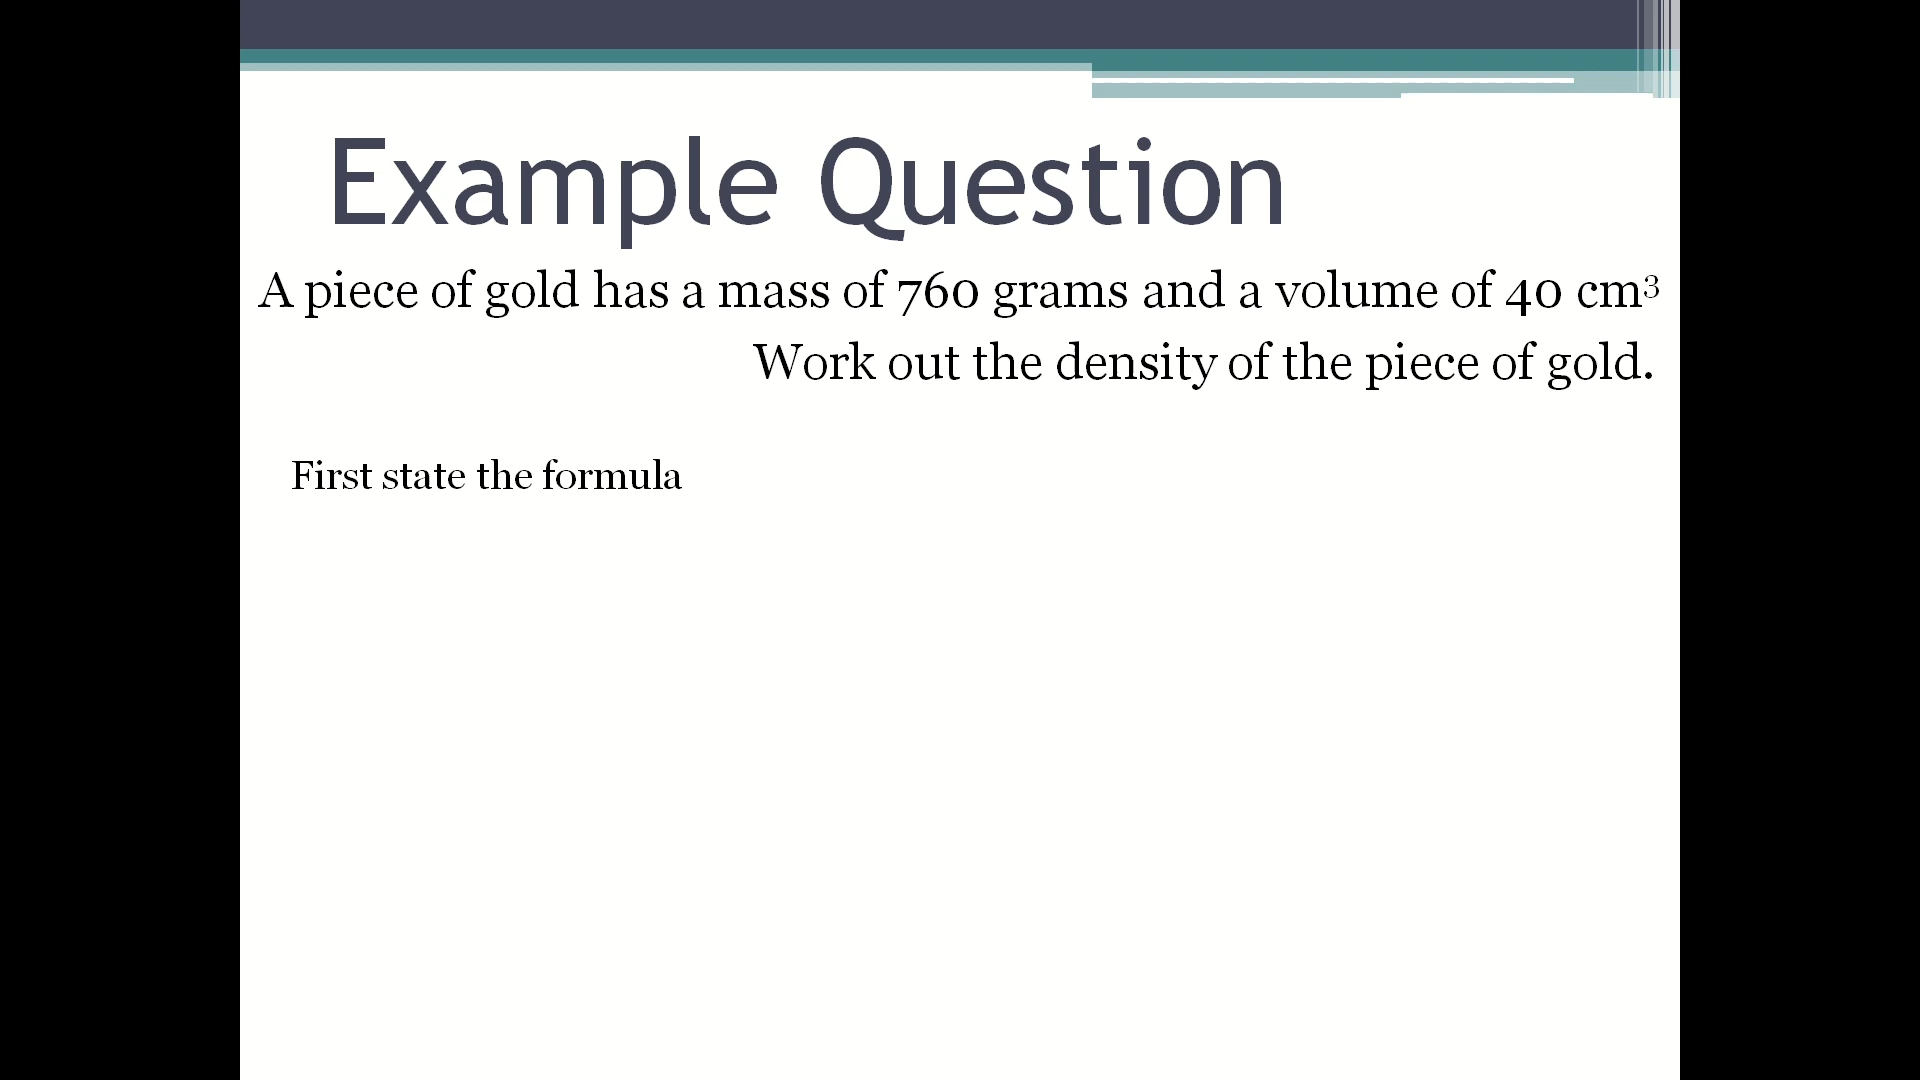 Example Question
A piece of gold has a mass of 760 grams and a volume of 40 cm³
Work out the density of the piece of gold.
First state the formula